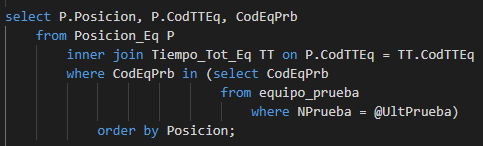 select P.Posicion, P.CodTTEq, CodEqPrb
from Posicion_Eq P
inner join Tiempo_Tot_Eq TT on P.CodTTEq = TT.CodTTEq
where CodEqPrb in (select CodEqPrb
from equipo_prueba
where NPrueba = @UltPrueba)
order by Posicion;